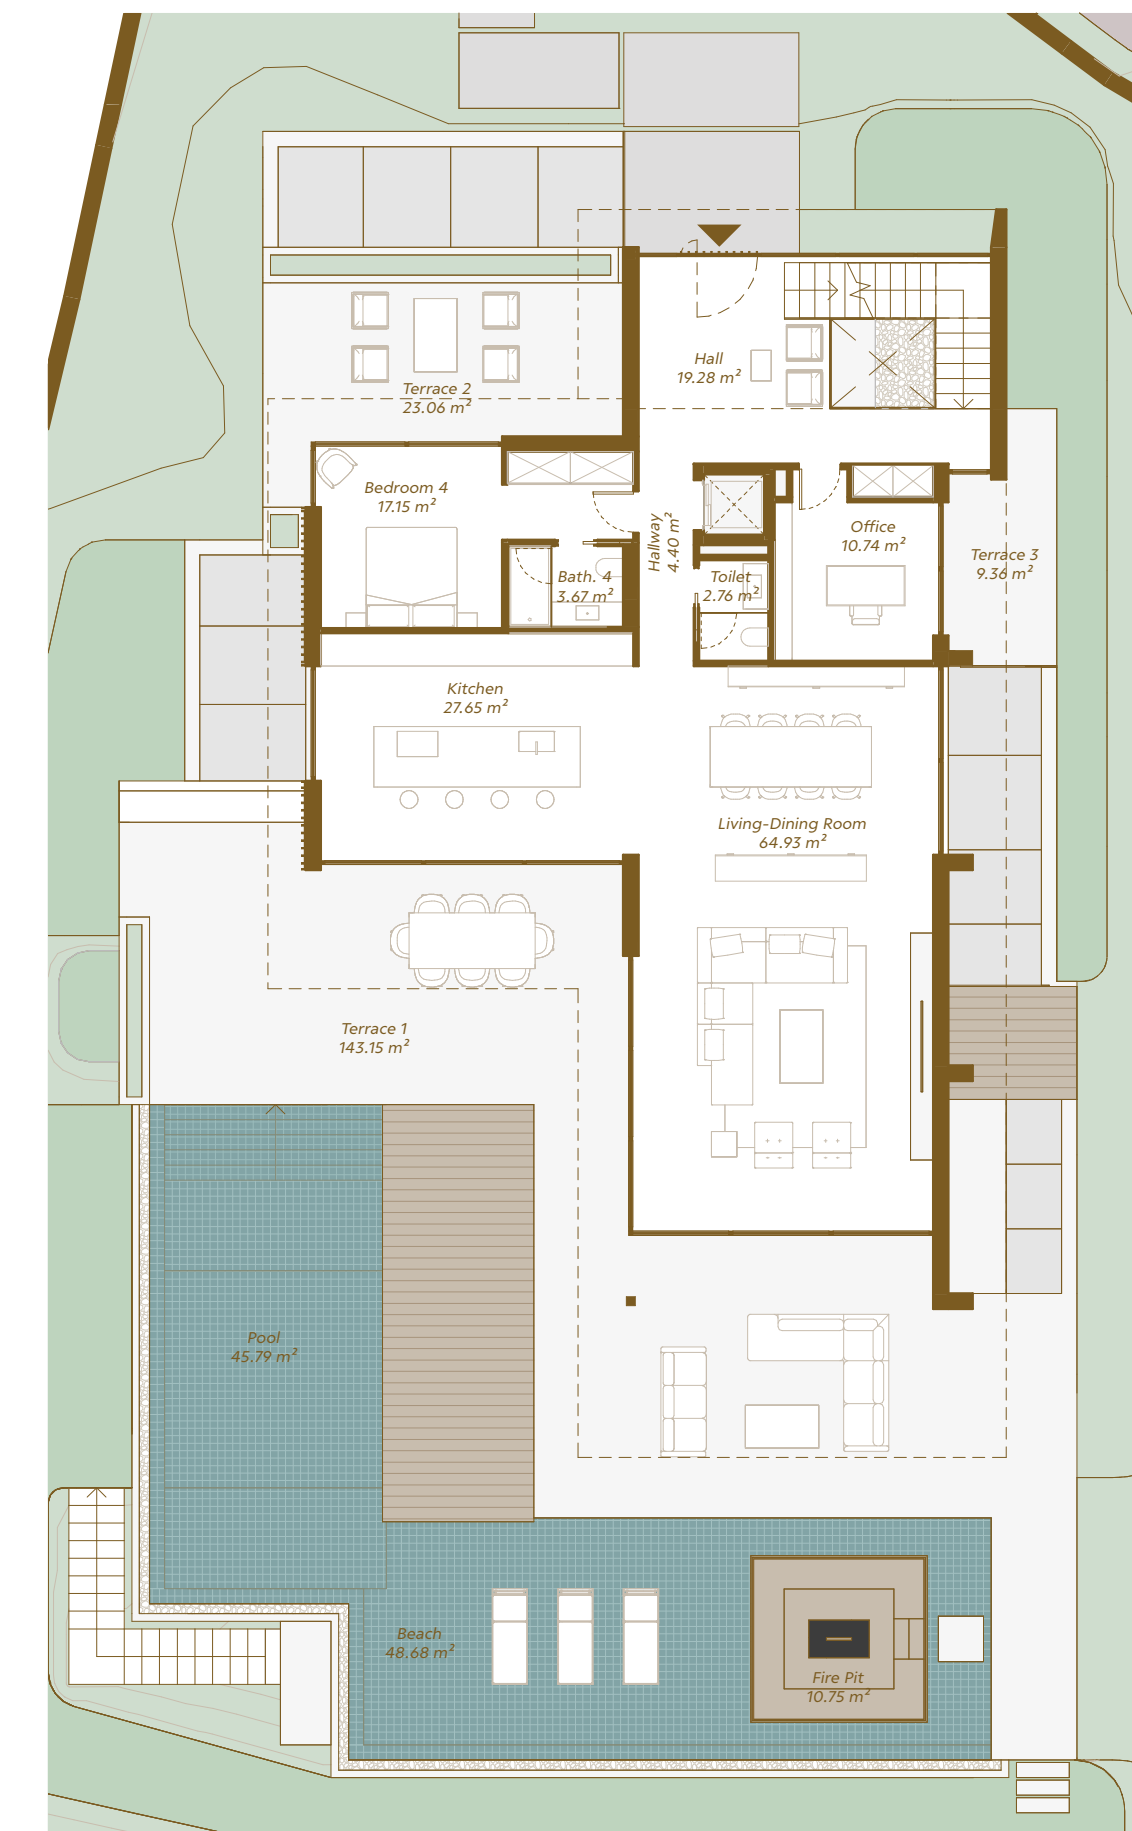 Hall
19.28 m²
Terrace 2
23.06 m²
Bedroom 4
17.15 m²
Hallway
4.40 m²
Office
10.74 m²
Terrace 3
9.36 m²
Bath. 4
3.67 m²
Toilet
2.76 m²
Kitchen
27.65 m²
Living-Dining Room
64.93 m²
Terrace 1
143.15 m²
Pool
45.79 m²
Beach
48.68 m²
Fire Pit
10.75 m²